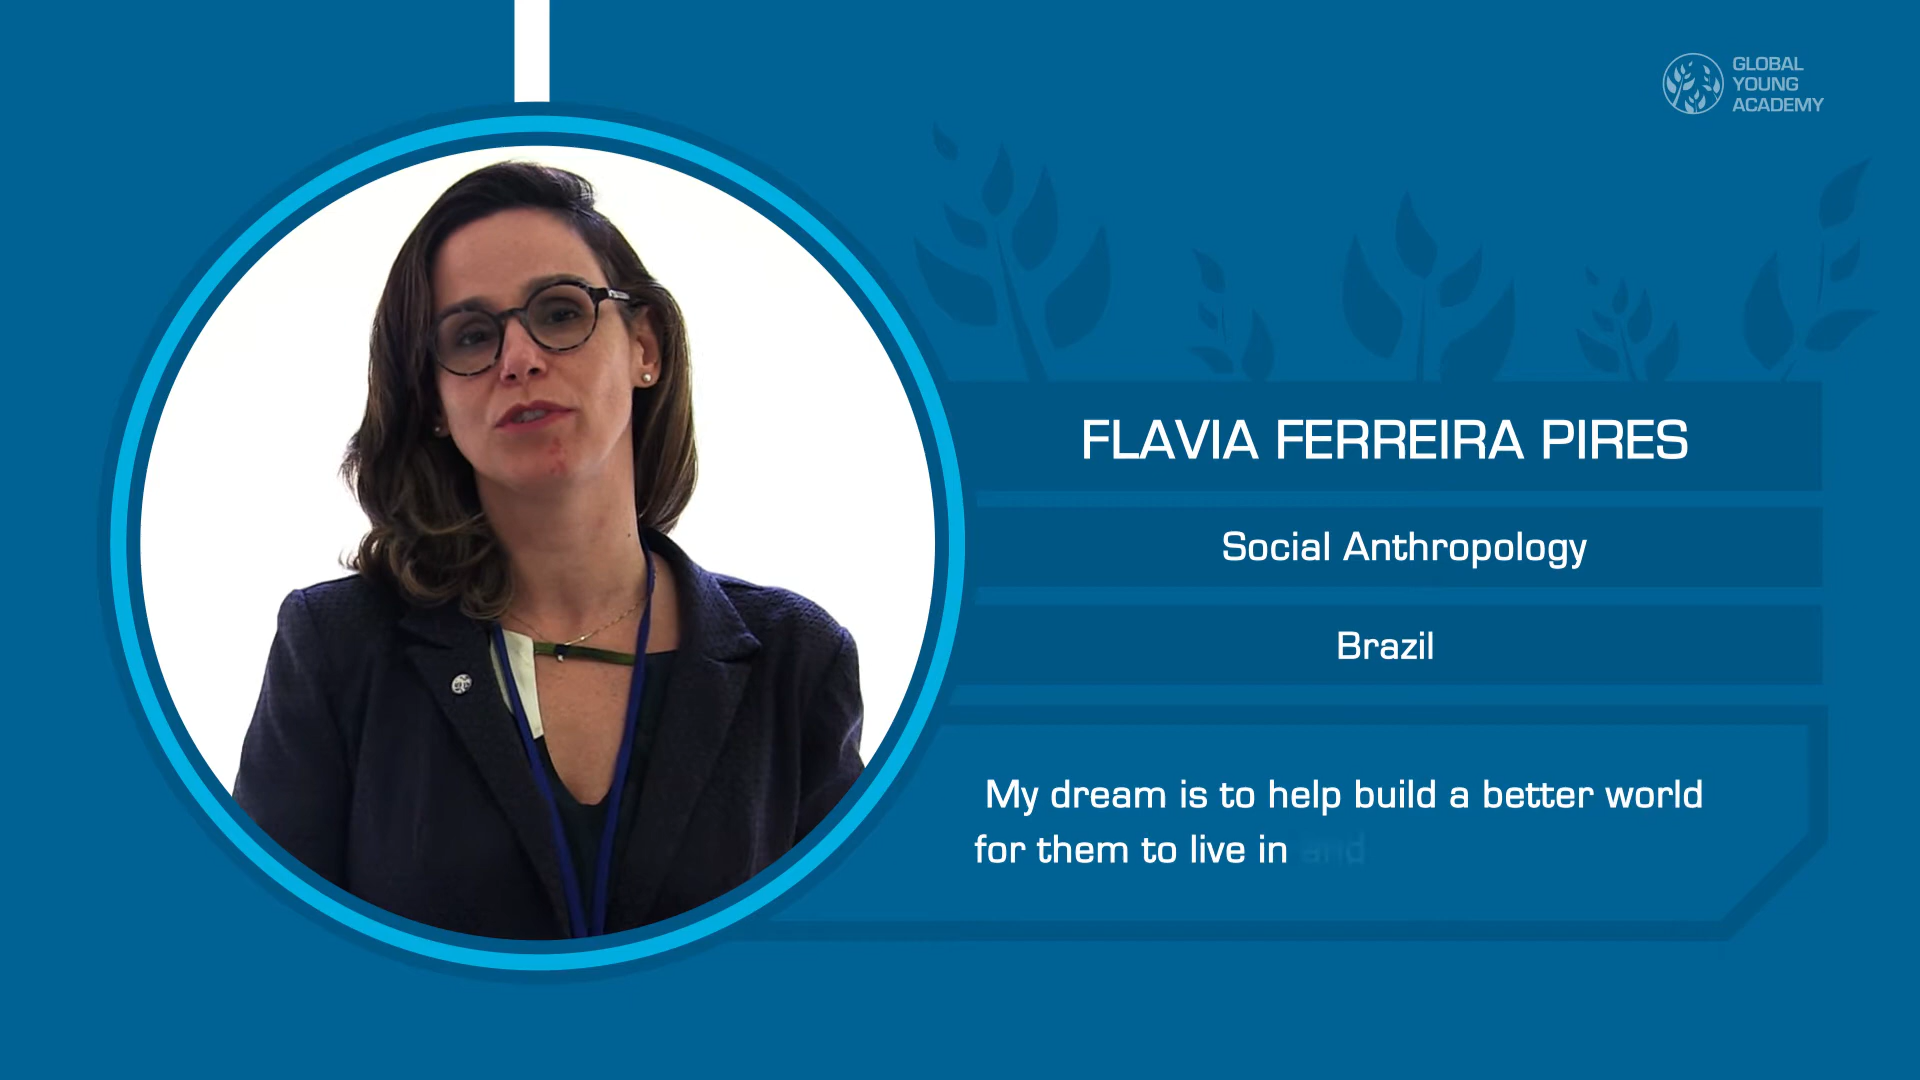 GLOBAL
YOUNG
ACADEMY
FLAVIA FERREIRA PIRES
Social Anthropology
Brazil
My dream is to help build a better world
for them to live in and